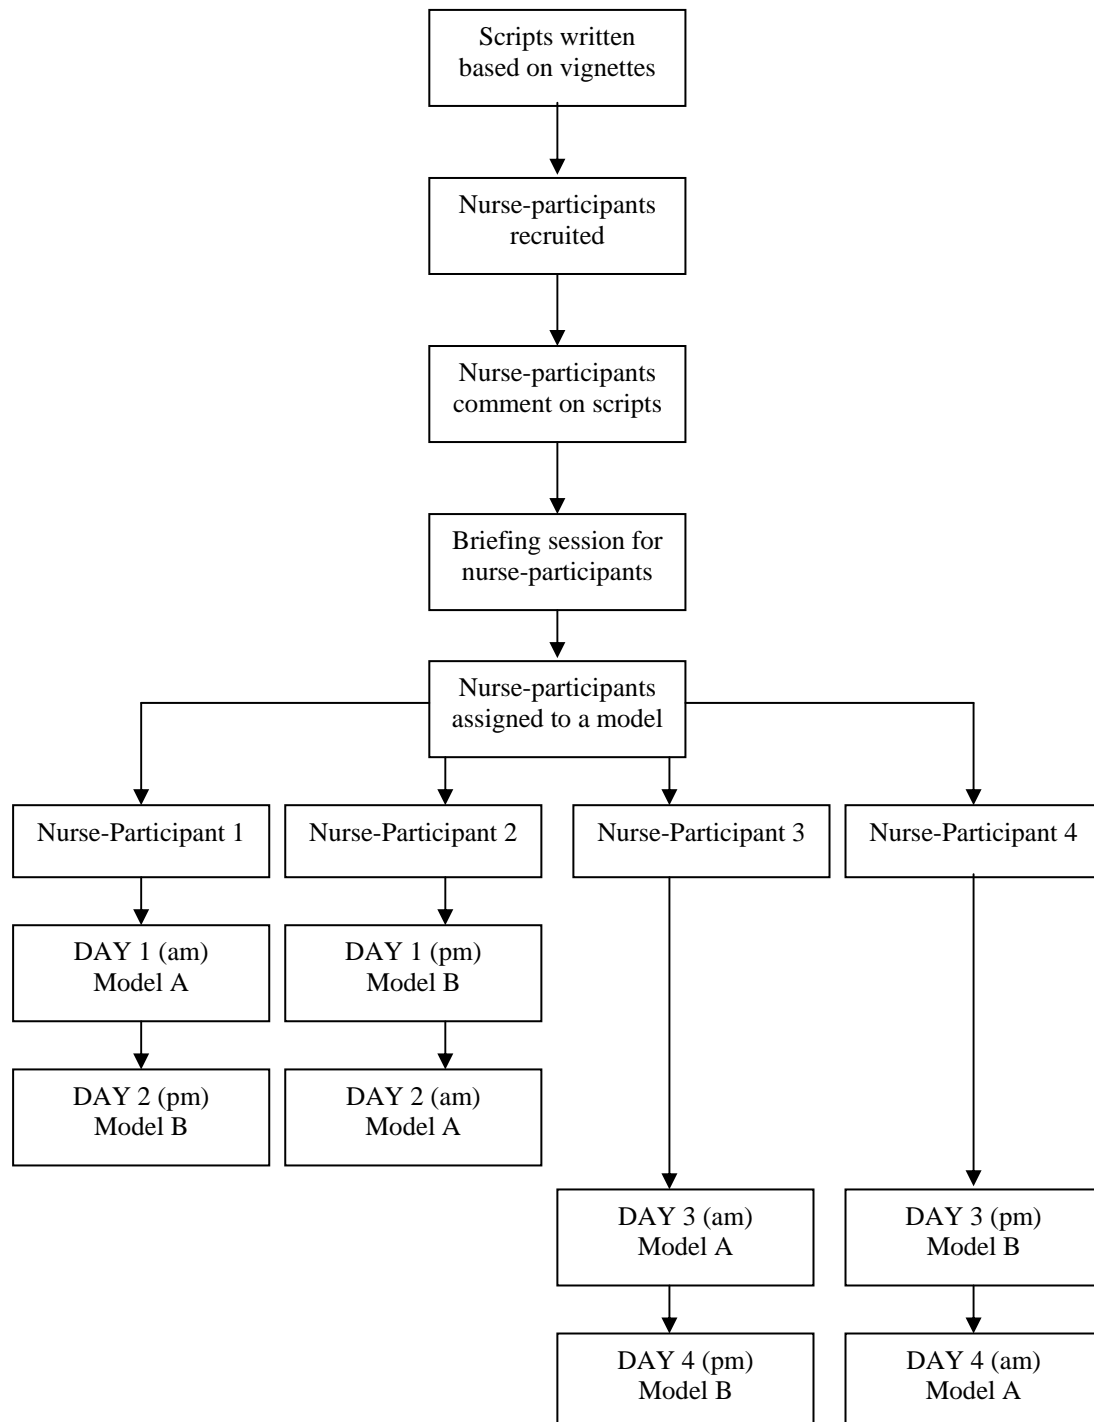 Scripts written
based on vignettes
Nurse-participants
recruited
Nurse-participants
comment on scripts
Briefing session for
nurse-participants
Nurse-participants
assigned to a model
Nurse-Participant 1
Nurse-Participant 2
Nurse-Participant 3
Nurse-Participant 4
DAY 1 (am)
Model A
DAY 1 (pm)
Model B
DAY 2 (pm)
Model B
DAY 2 (am)
Model A
DAY 3 (am)
Model A
DAY 3 (pm)
Model B
DAY 4 (pm)
Model B
DAY 4 (am)
Model A